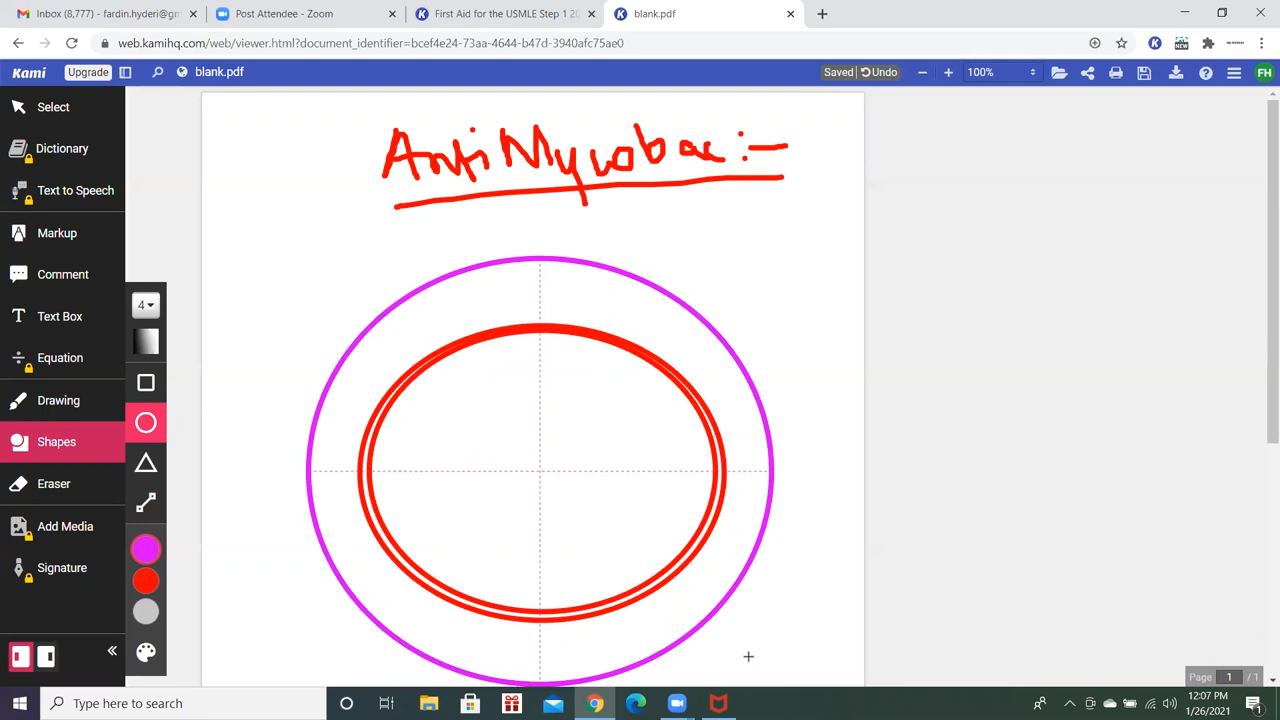 Inbox (8,777) - fardin.hyderi@gm
Post Attendee - Zoom
First Aid for the USMLE Step 1 20
blank.pdf
web.kamihq.com/web/viewer.html?document_identifier=bcef4e24-73aa-4644-b47d-3940afc75ae0
NEW
Kami
Upgrade
blank.pdf
Saved
Undo
100%
FH
Select
Dictionary
Text to Speech
Markup
Comment
Text Box
Equation
Drawing
Shapes
Eraser
Add Media
Signature
4
Anti Mycobac :-
Page 1 / 1
Type here to search
12:07 PM
1/26/2021
1